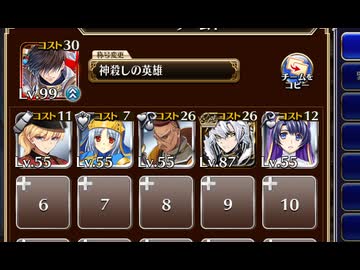 コスト30
称号変更
神殺しの英雄
チームを
コピー
Lv.99
コスト11
コスト 7
コスト26
コスト26
コスト12
Lv.55
Lv.55
Lv.55
Lv.87
Lv.55
6
7
8
9
10